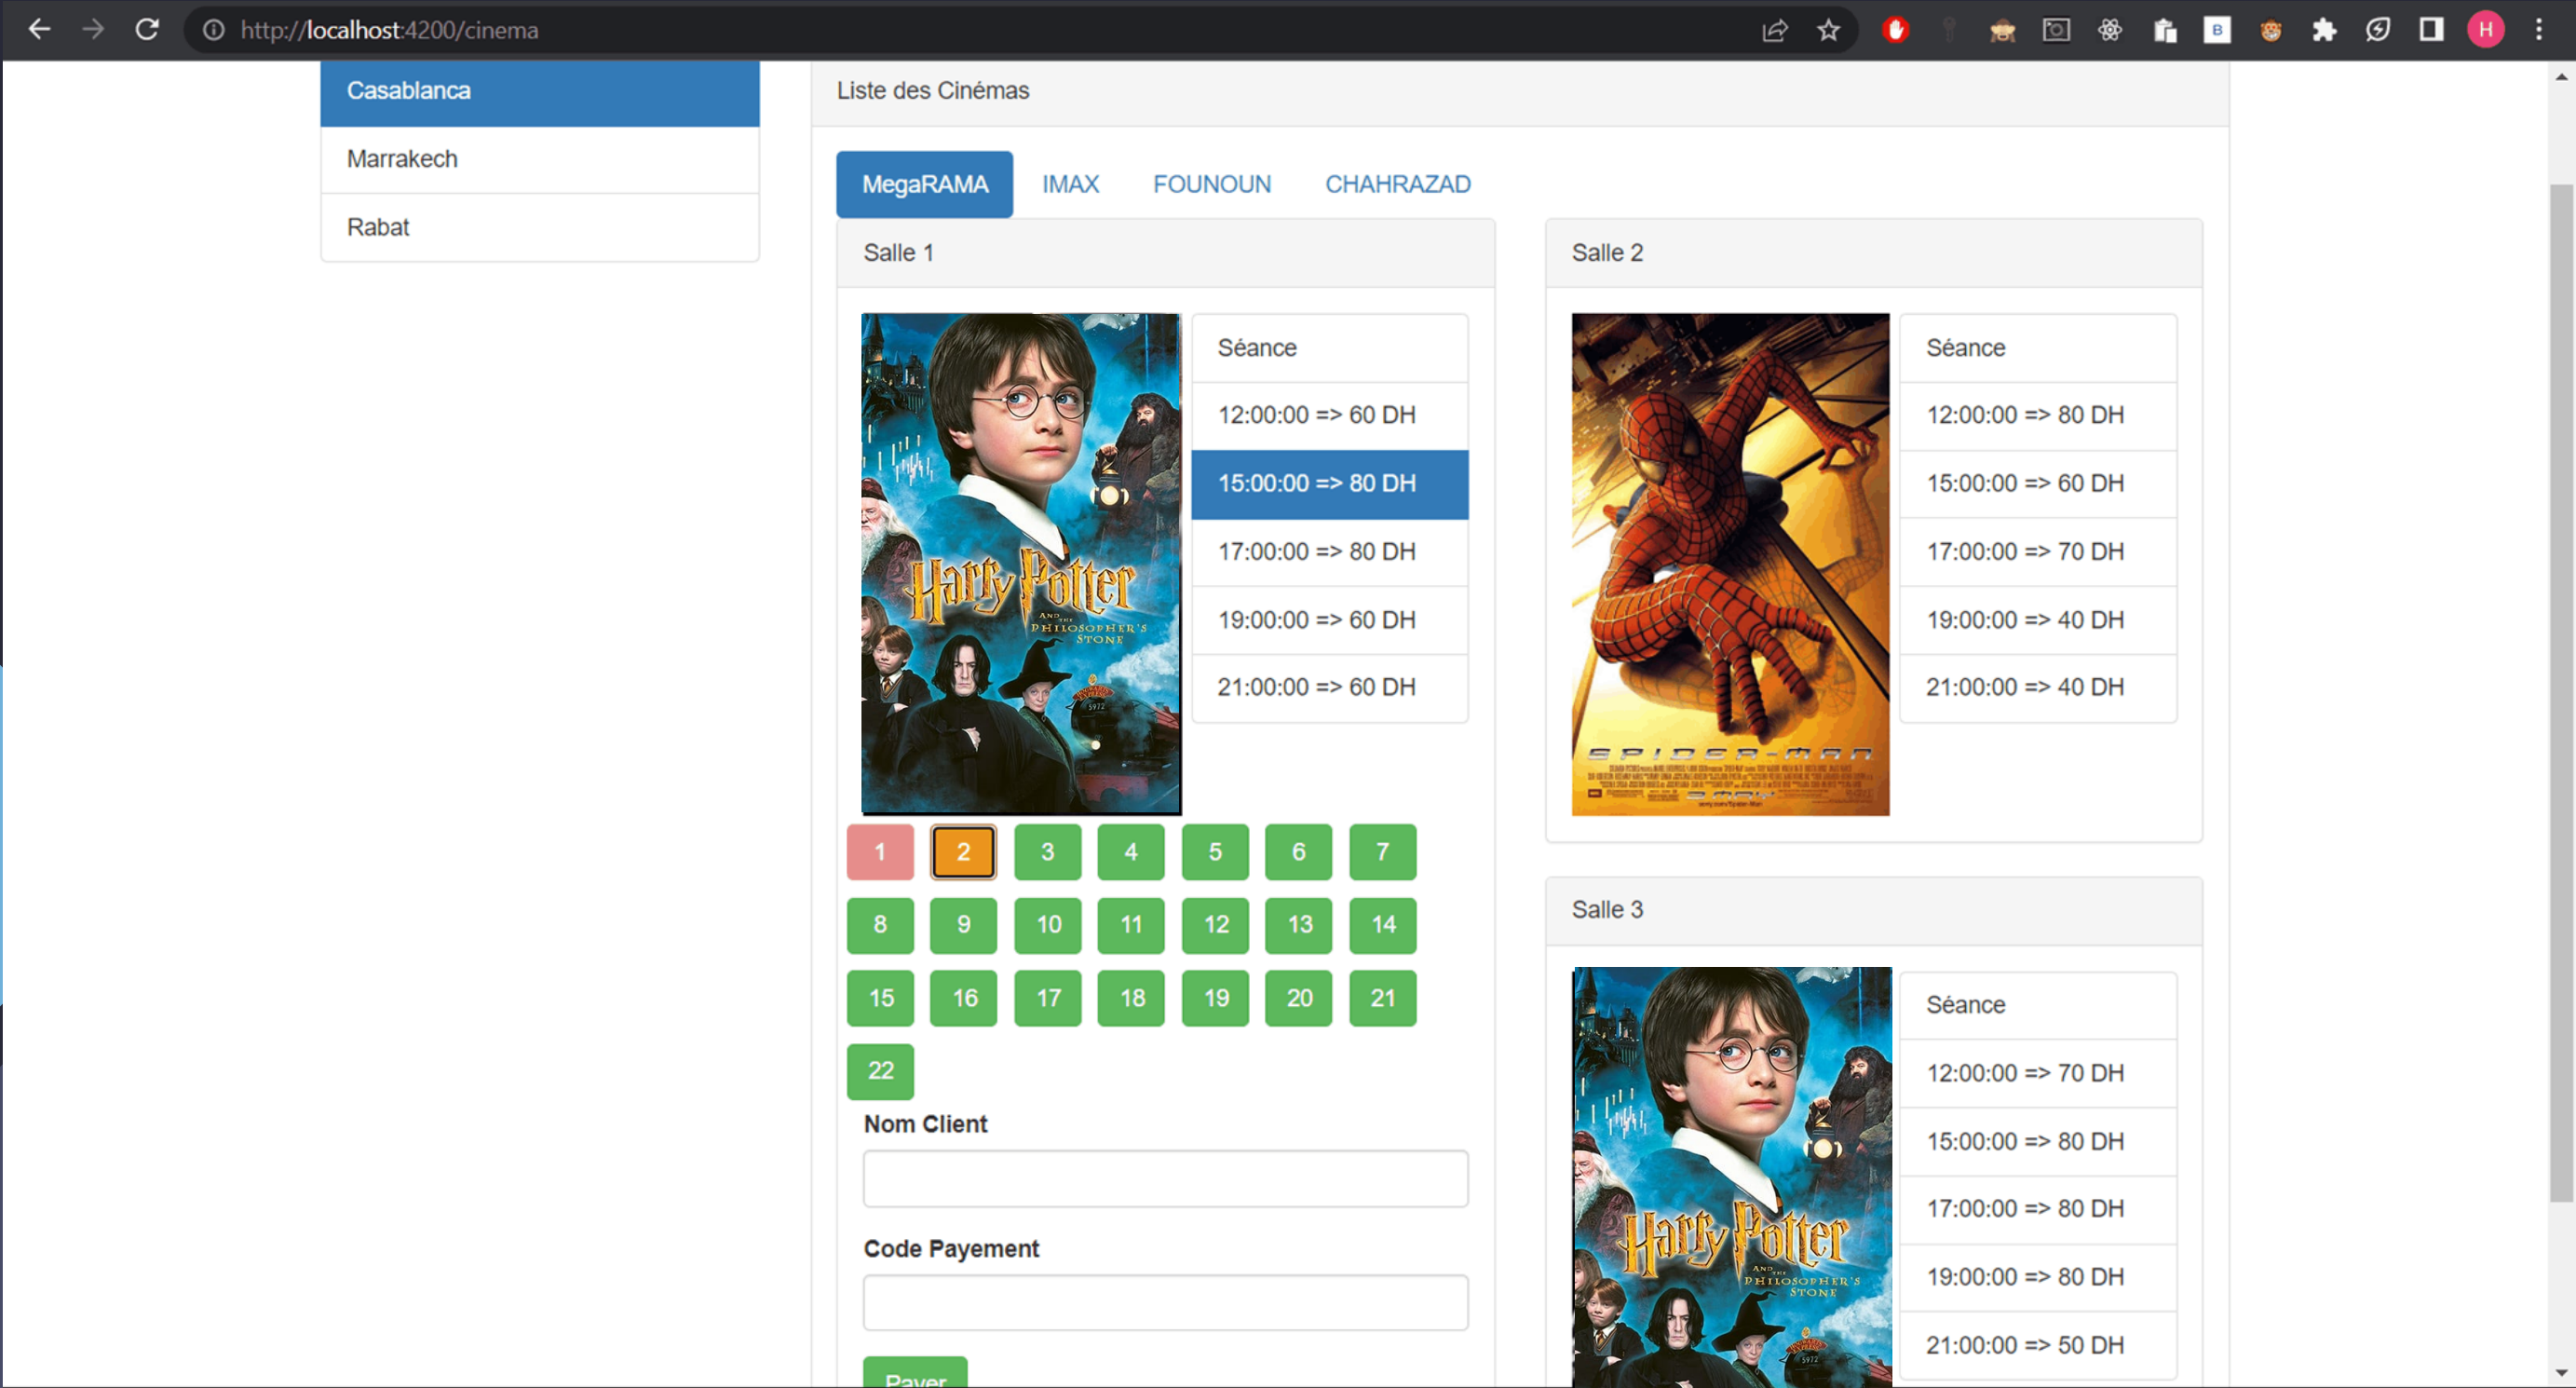 http://localhost:4200/cinema
B
H
Casablanca
Marrakech
Rabat
Liste des Cinémas
MegaRAMA IMAX FOUNOUN CHAHRAZAD
Salle 1
Harry Potter
AND
THE
PHILOSOPHER'S
STONE
5972
Séance
12:00:00 => 60 DH
15:00:00 => 80 DH
17:00:00 => 80 DH
19:00:00 => 60 DH
21:00:00 => 60 DH
1 2 3 4 5 6 7
8 9 10 11 12 13 14
15 16 17 18 19 20 21
22
Nom Client
Code Payement
Payer
Salle 2
SPIDER-MAN
Séance
12:00:00 => 80 DH
15:00:00 => 60 DH
17:00:00 => 70 DH
19:00:00 => 40 DH
21:00:00 => 40 DH
Salle 3
Harry Potter
AND
THE
PHILOSOPHER'S
STONE
5972
Séance
12:00:00 => 70 DH
15:00:00 => 80 DH
17:00:00 => 80 DH
19:00:00 => 80 DH
21:00:00 => 50 DH